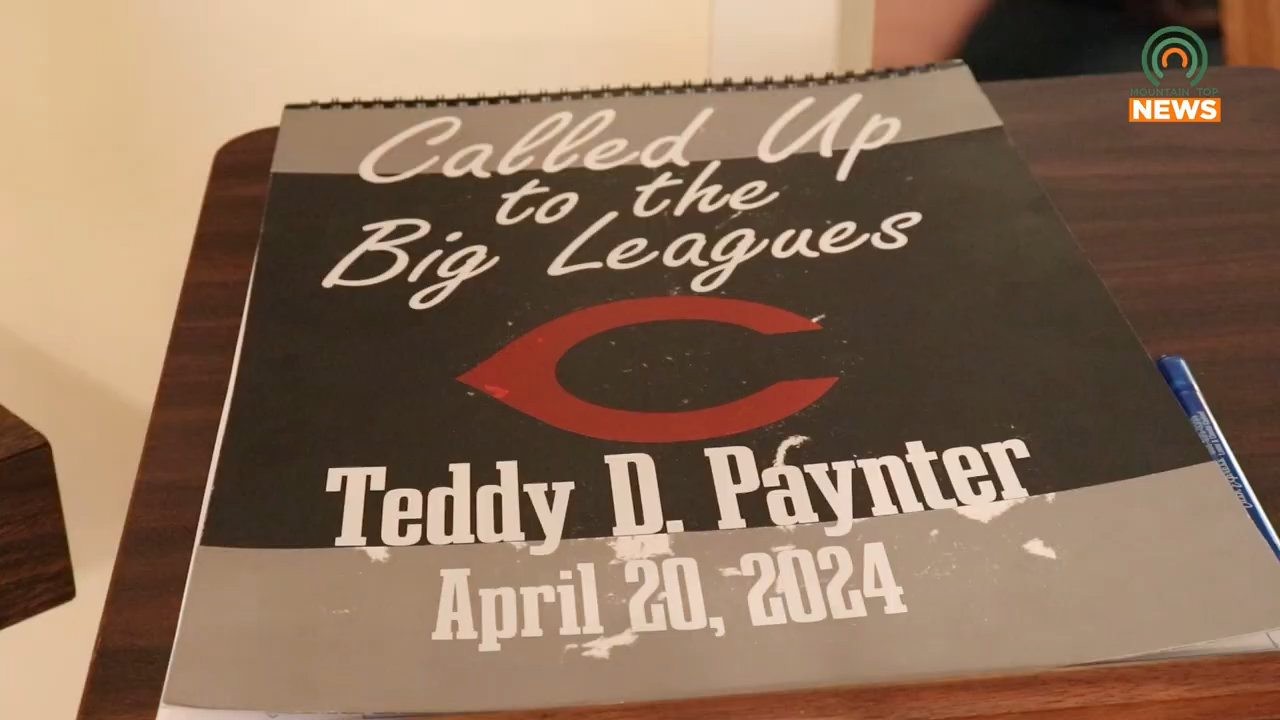 MOUNTAIN TOP
NEWS
Called Up
to the
Big Leagues
C
Teddy D. Paynter
April 20, 2024